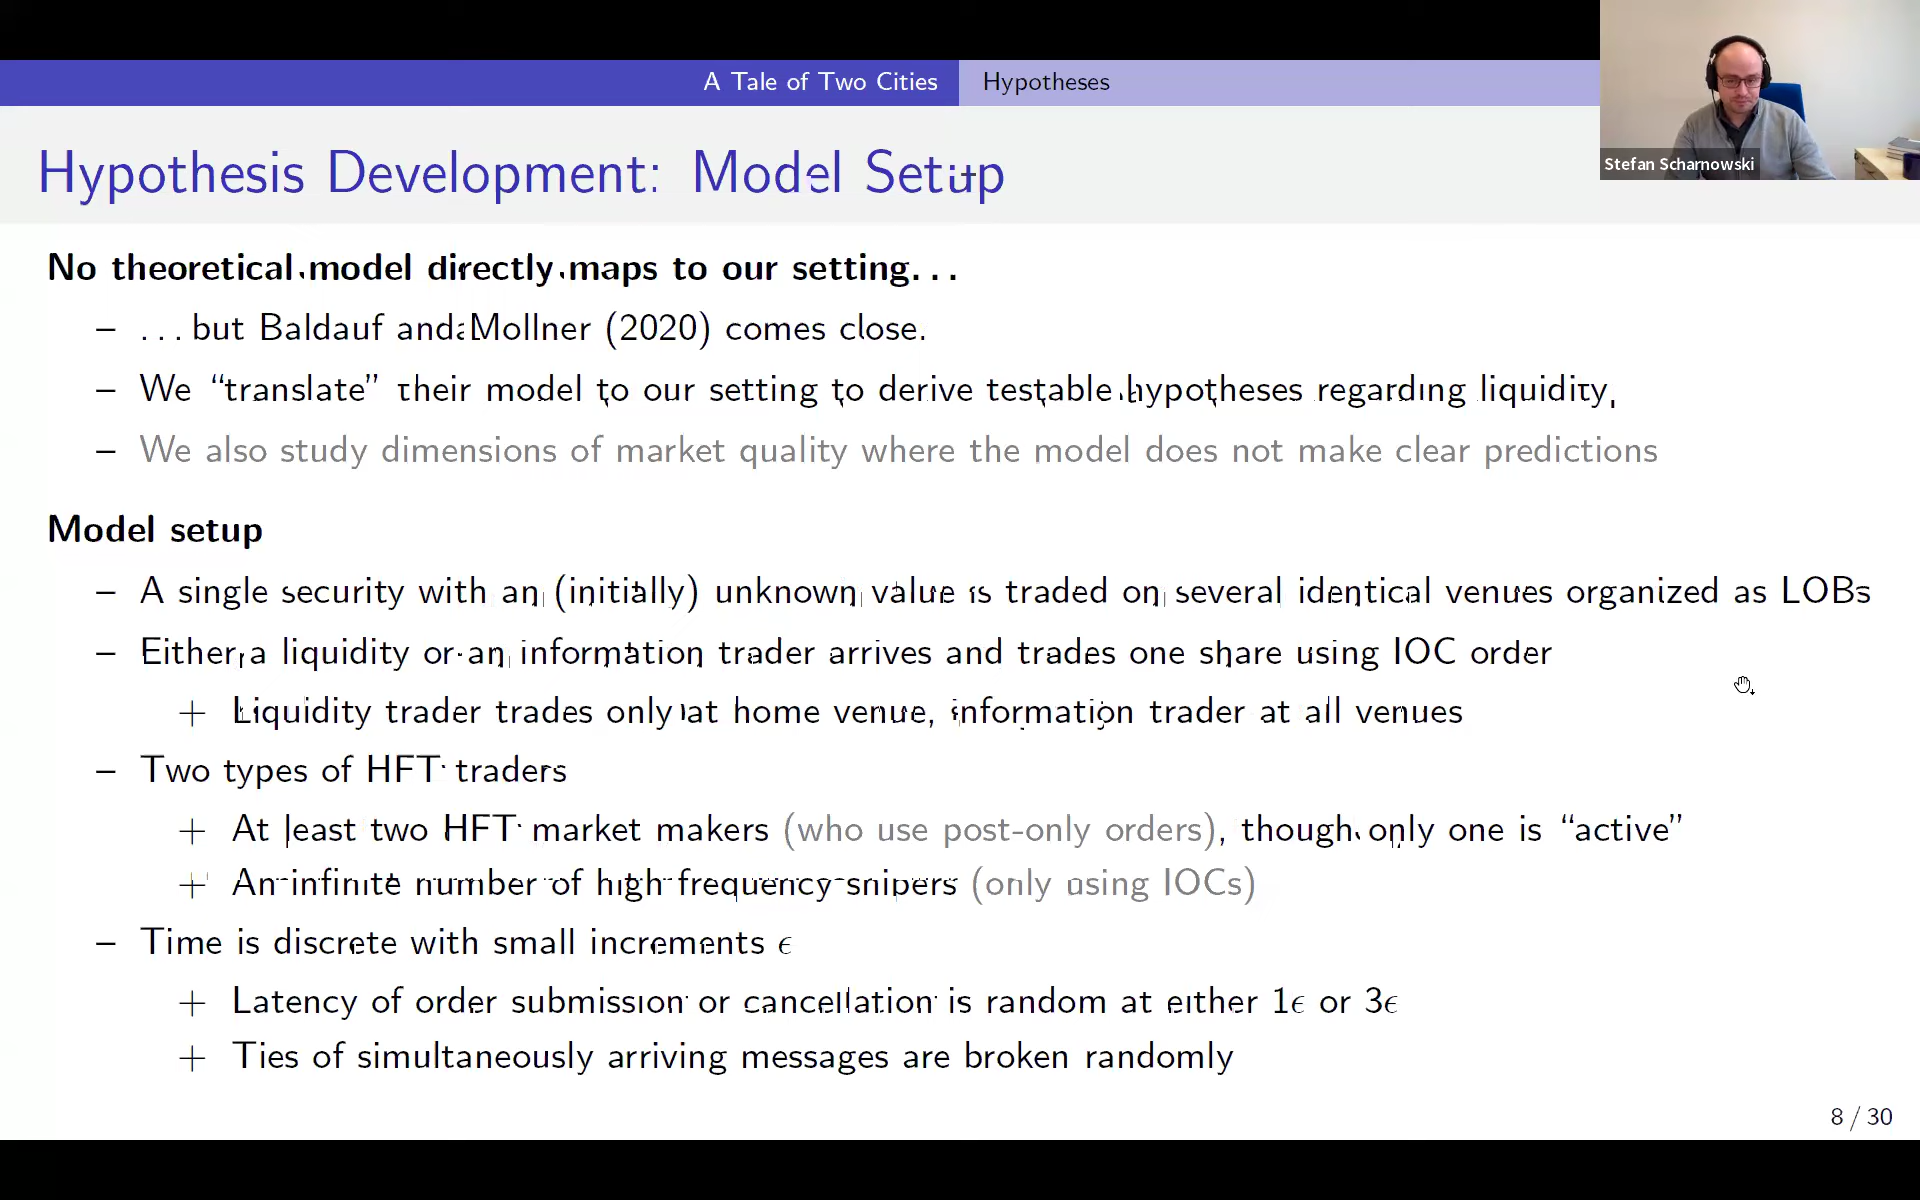 A Tale of Two Cities Hypotheses
Stefan Scharnowski
Hypothesis Development: Model Setup
No theoretical model directly maps to our setting...
– ...but Baldauf and Mollner (2020) comes close.
– We “translate” their model to our setting to derive testable hypotheses regarding liquidity,
– We also study dimensions of market quality where the model does not make clear predictions
Model setup
– A single security with an (initially) unknown value is traded on several identical venues organized as LOBs
– Either a liquidity or an information trader arrives and trades one share using IOC order
+ Liquidity trader trades only at home venue, information trader at all venues
– Two types of HFT traders
+ At least two HFT market makers (who use post-only orders), though only one is “active”
+ An infinite number of high frequency snipers (only using IOCs)
– Time is discrete with small increments ϵ
+ Latency of order submission or cancellation is random at either 1ϵ or 3ϵ
+ Ties of simultaneously arriving messages are broken randomly
8 / 30